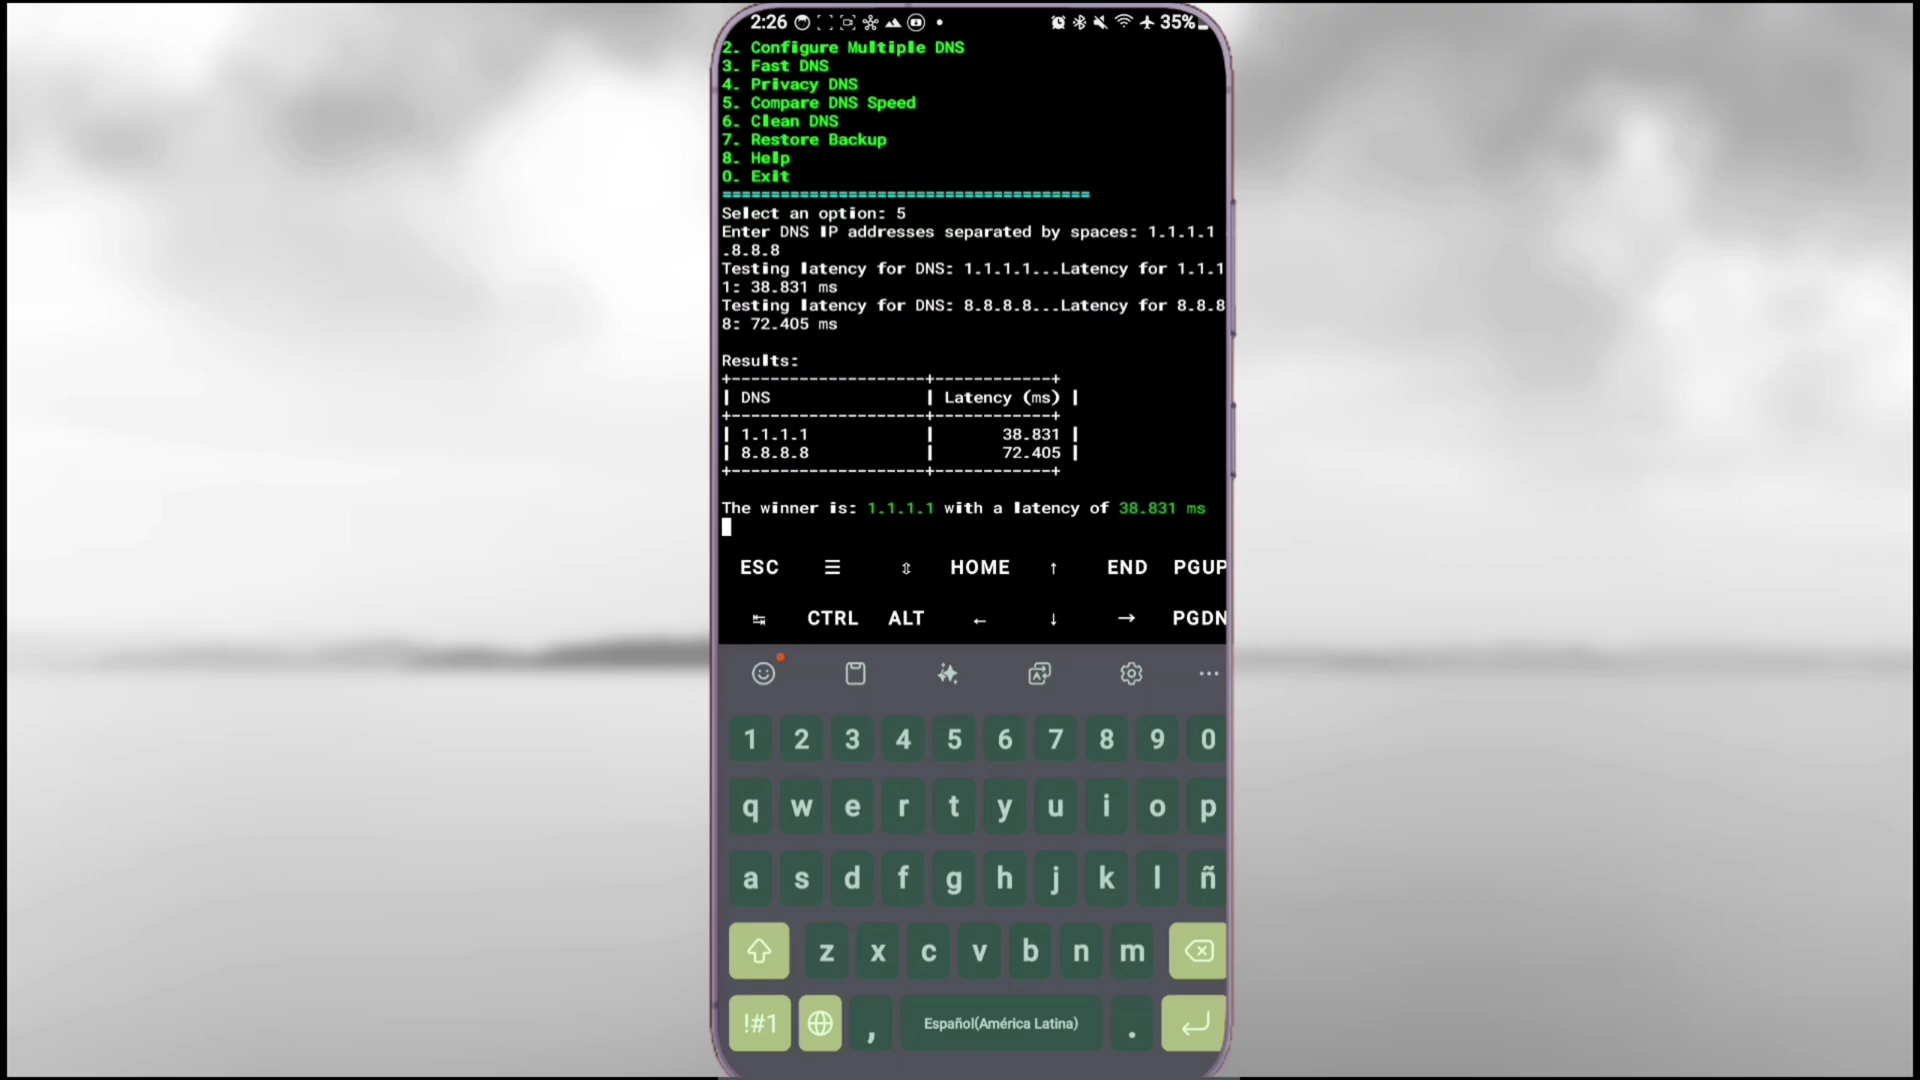 2:26 35%
2. Configure Multiple DNS
3. Fast DNS
4. Privacy DNS
5. Compare DNS Speed
6. Clean DNS
7. Restore Backup
8. Help
0. Exit
======================================
Select an option: 5
Enter DNS IP addresses separated by spaces: 1.1.1.1
.8.8.8
Testing latency for DNS: 1.1.1.1...Latency for 1.1.1
1: 38.831 ms
Testing latency for DNS: 8.8.8.8...Latency for 8.8.8
8: 72.405 ms
Results:
+--------------------+------------+
| DNS | Latency (ms) |
+--------------------+------------+
| 1.1.1.1 | 38.831 |
| 8.8.8.8 | 72.405 |
+--------------------+------------+
The winner is: 1.1.1.1 with a latency of 38.831 ms
ESC ☰ ⇳ HOME ↑ END PGUP
↹ CTRL ALT ← ↓ → PGDN
1 2 3 4 5 6 7 8 9 0
q w e r t y u i o p
a s d f g h j k l ñ
z x c v b n m
!#1 , Español(América Latina) .